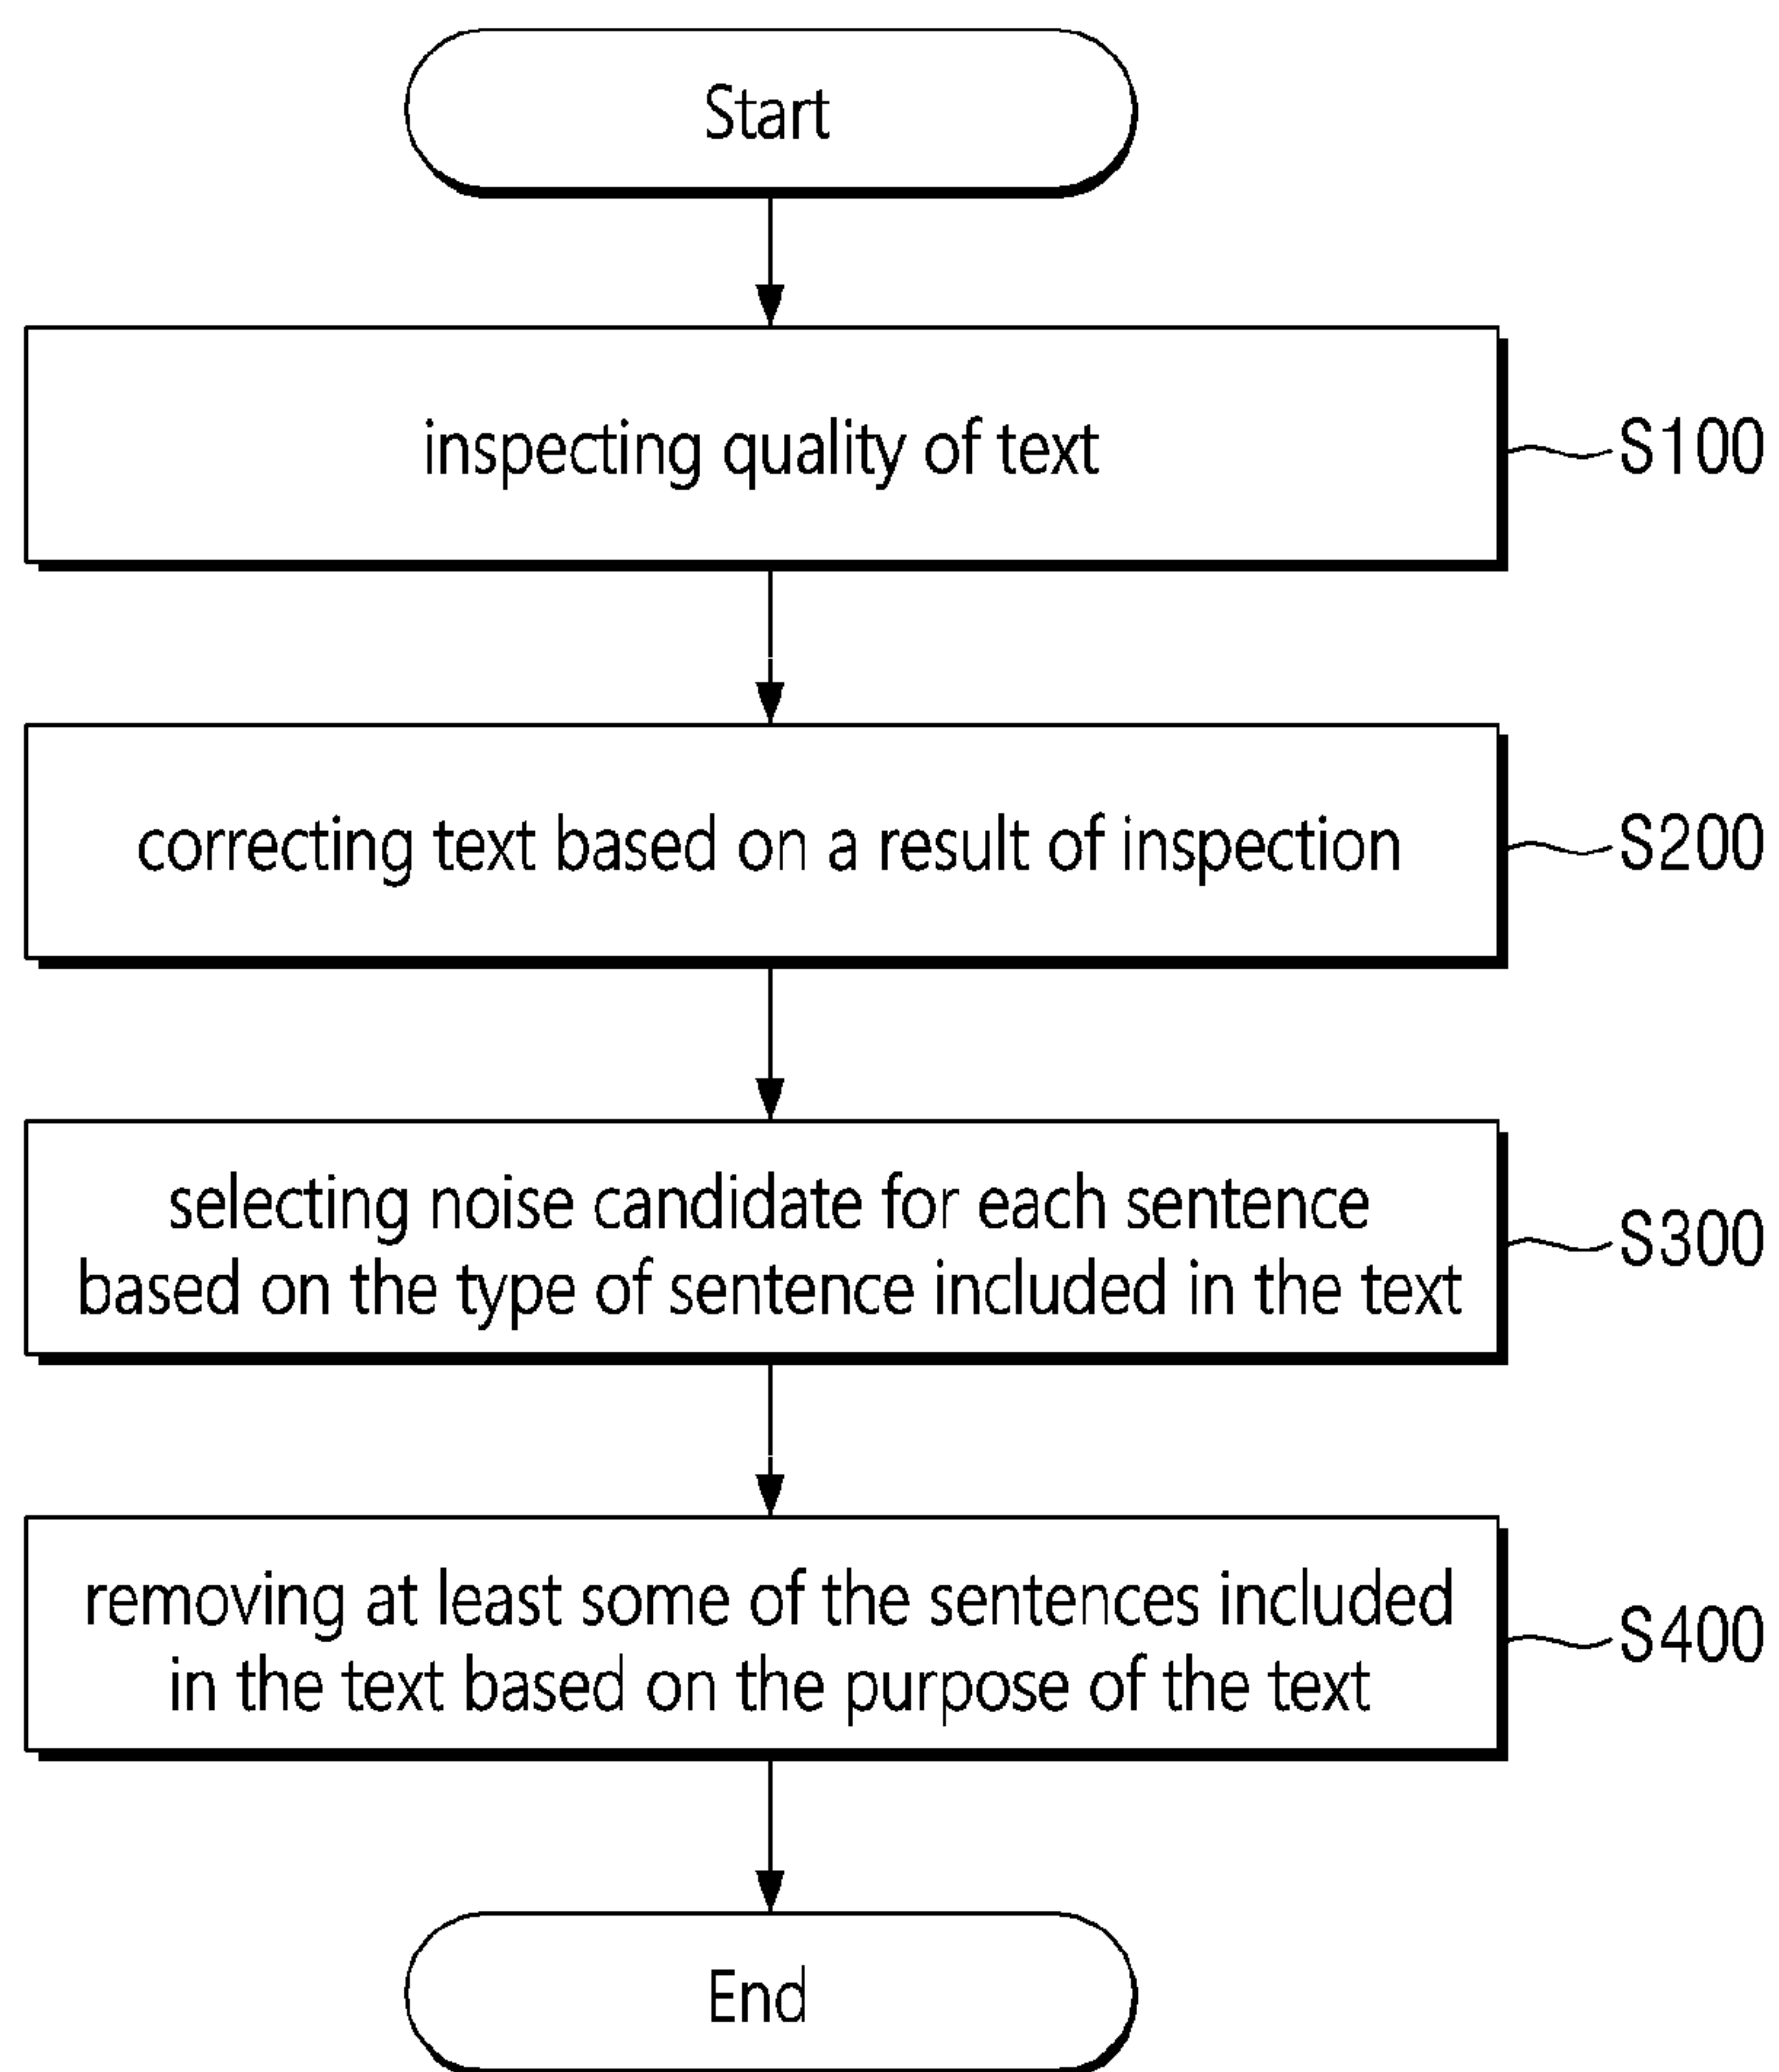 Start
inspecting quality of text
S100
correcting text based on a result of inspection
S200
selecting noise candidate for each sentence
based on the type of sentence included in the text
S300
removing at least some of the sentences included
in the text based on the purpose of the text
S400
End